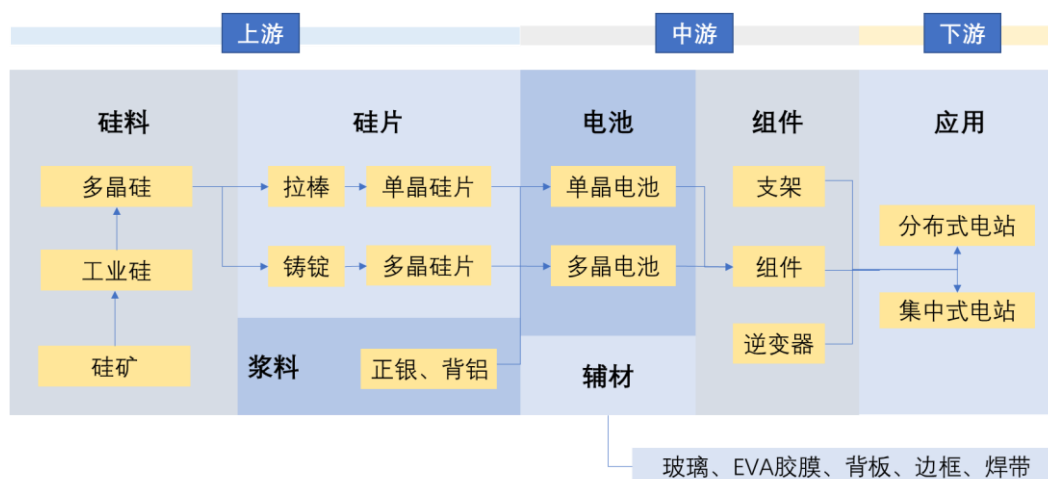 上游
中游
下游
硅料
硅片
电池
组件
应用
多晶硅
拉棒
单晶硅片
单晶电池
支架
分布式电站
工业硅
铸锭
多晶硅片
多晶电池
组件
集中式电站
硅矿
浆料
正银、背铝
辅材
逆变器
玻璃、EVA胶膜、背板、边框、焊带